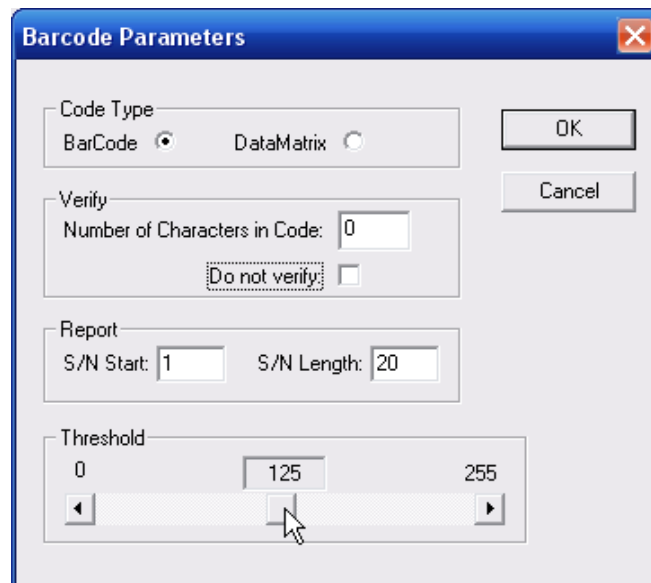 Barcode Parameters
Code Type
BarCode DataMatrix
OK
Verify
Number of Characters in Code: 0
Cancel
Do not verify:
Report
S/N Start: 1 S/N Length: 20
Threshold
0 125 255